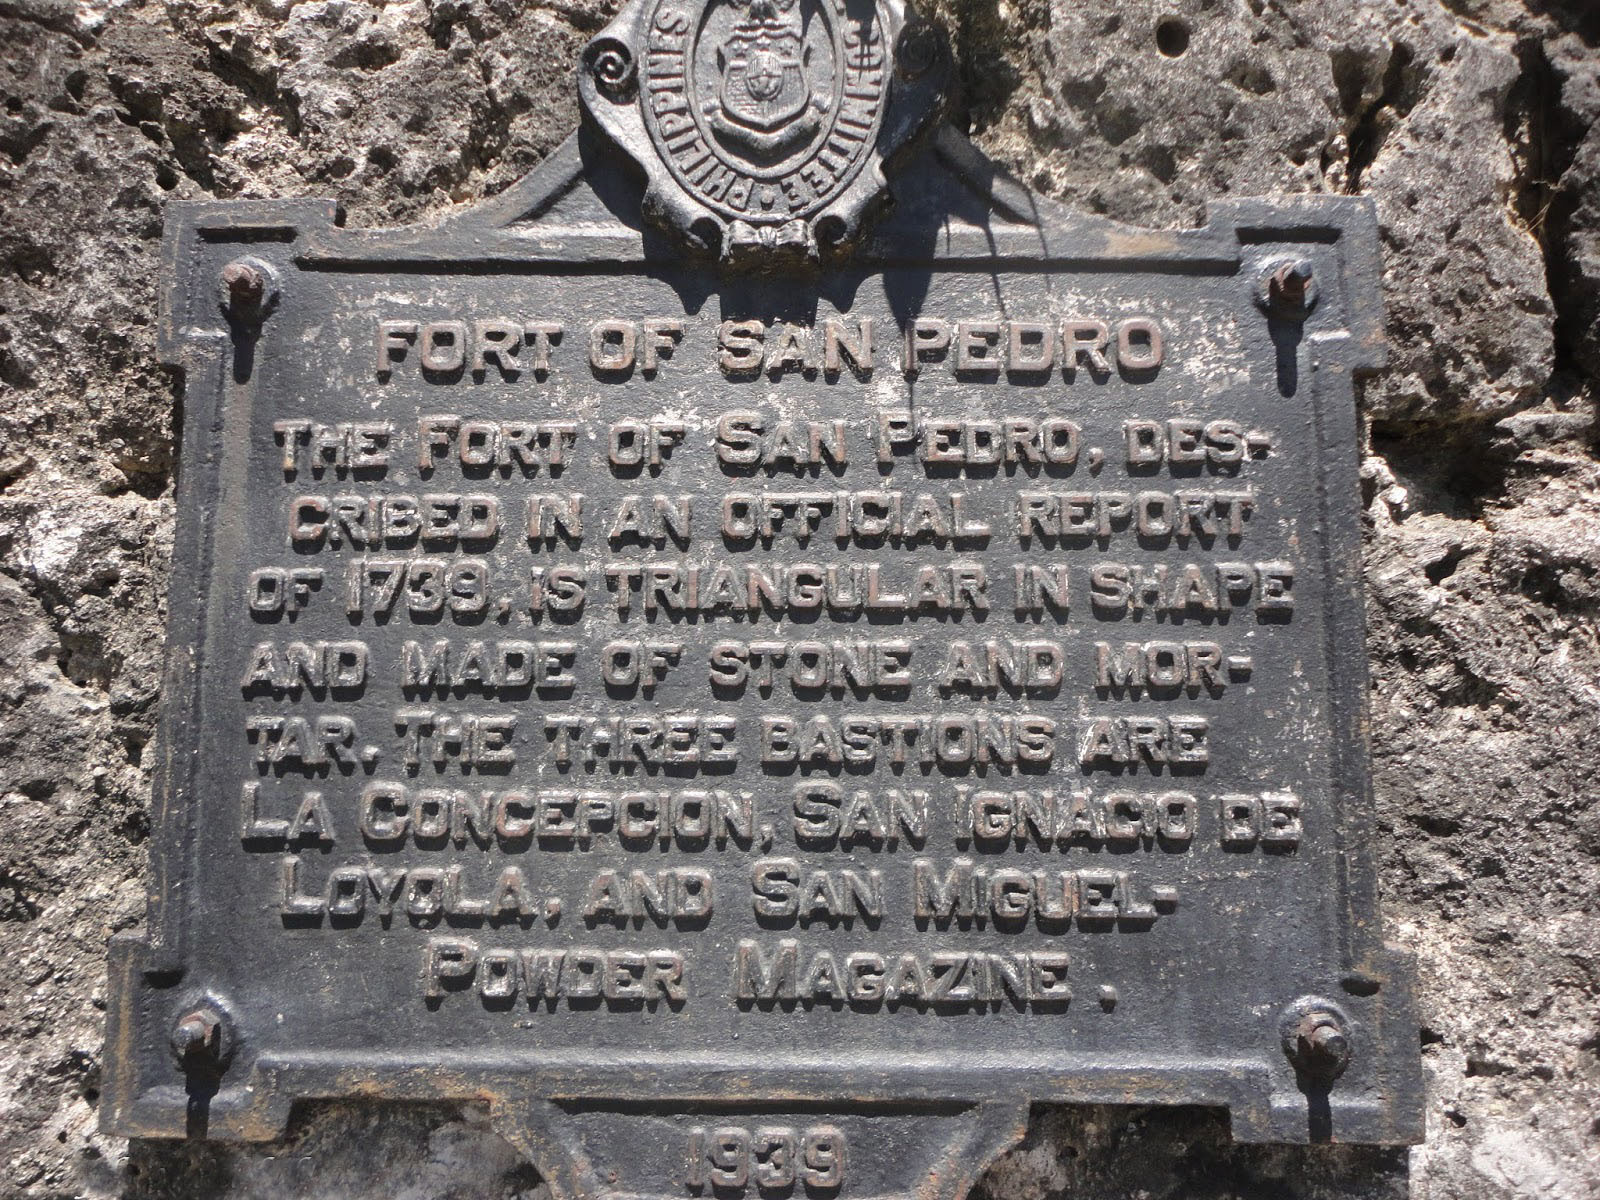 PHILIPPINES
COMMITTEE
FORT OF SAN PEDRO
THE FORT OF SAN PEDRO, DES-
CRIBED IN AN OFFICIAL REPORT
OF 1739, IS TRIANGULAR IN SHAPE
AND MADE OF STONE AND MOR-
TAR. THE THREE BASTIONS ARE
LA CONCEPCION, SAN IGNACIO DE
LOYOLA, AND SAN MIGUEL-
POWDER MAGAZINE.
1939